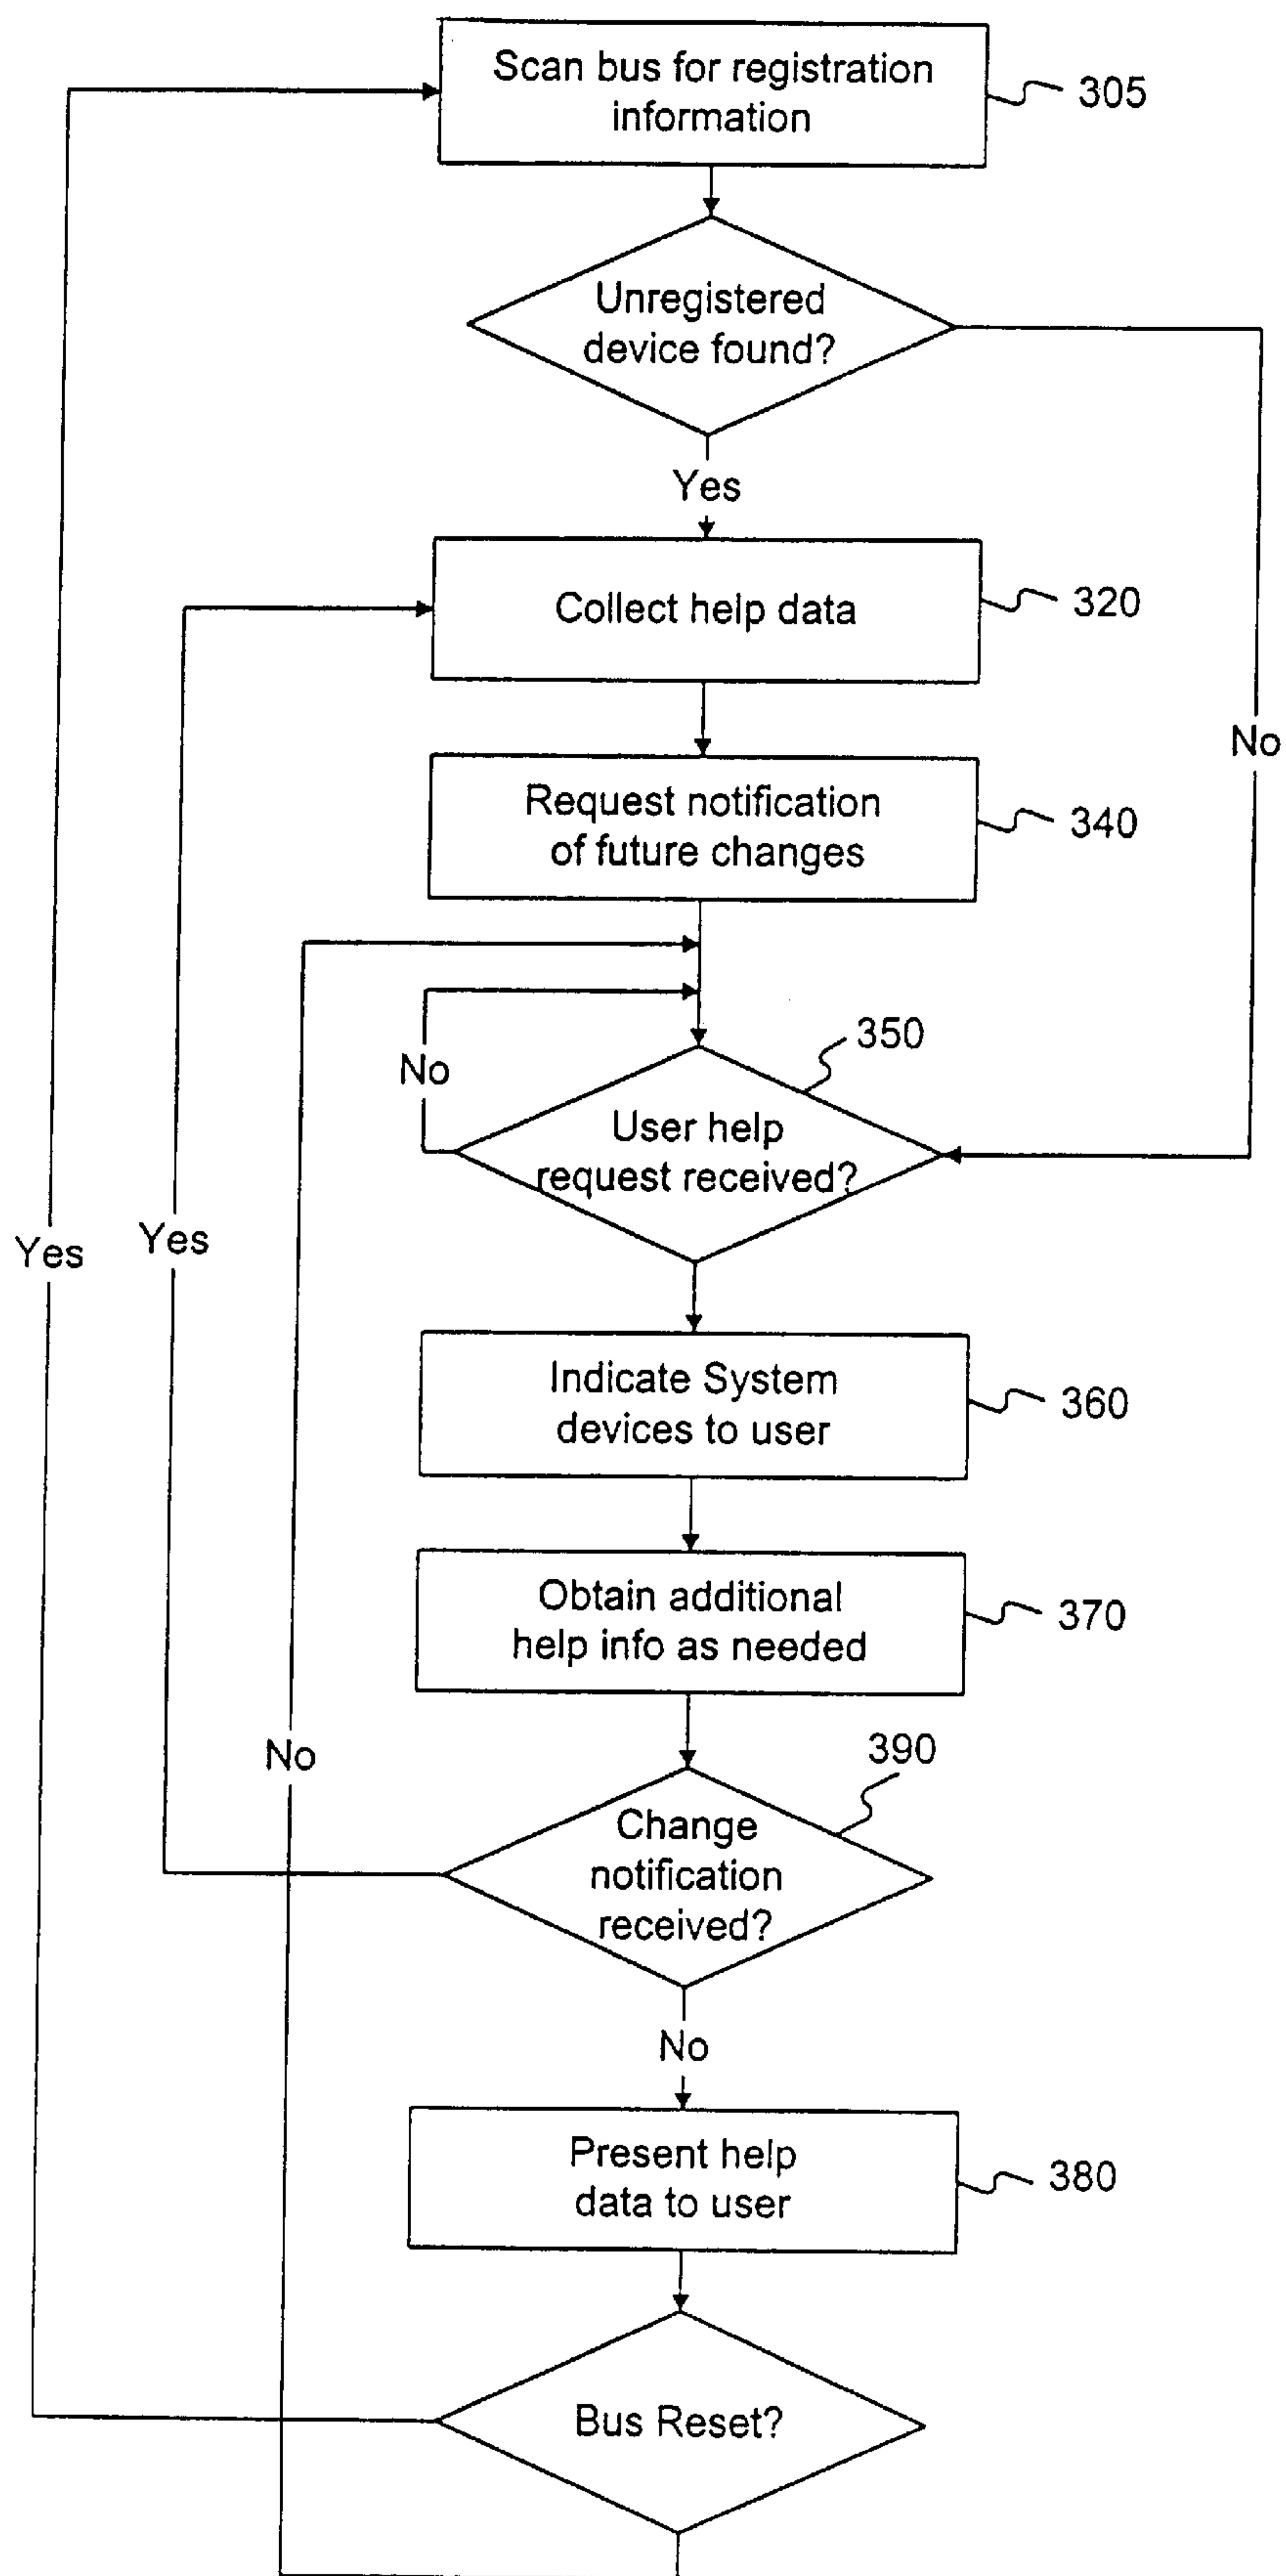 Scan bus for registration
information
305
Unregistered
device found?
Yes
Collect help data
320
No
Request notification
of future changes
340
350
No
User help
request received?
Yes
Yes
Indicate System
devices to user
360
Obtain additional
help info as needed
370
No
390
Change
notification
received?
No
Present help
data to user
380
Bus Reset?